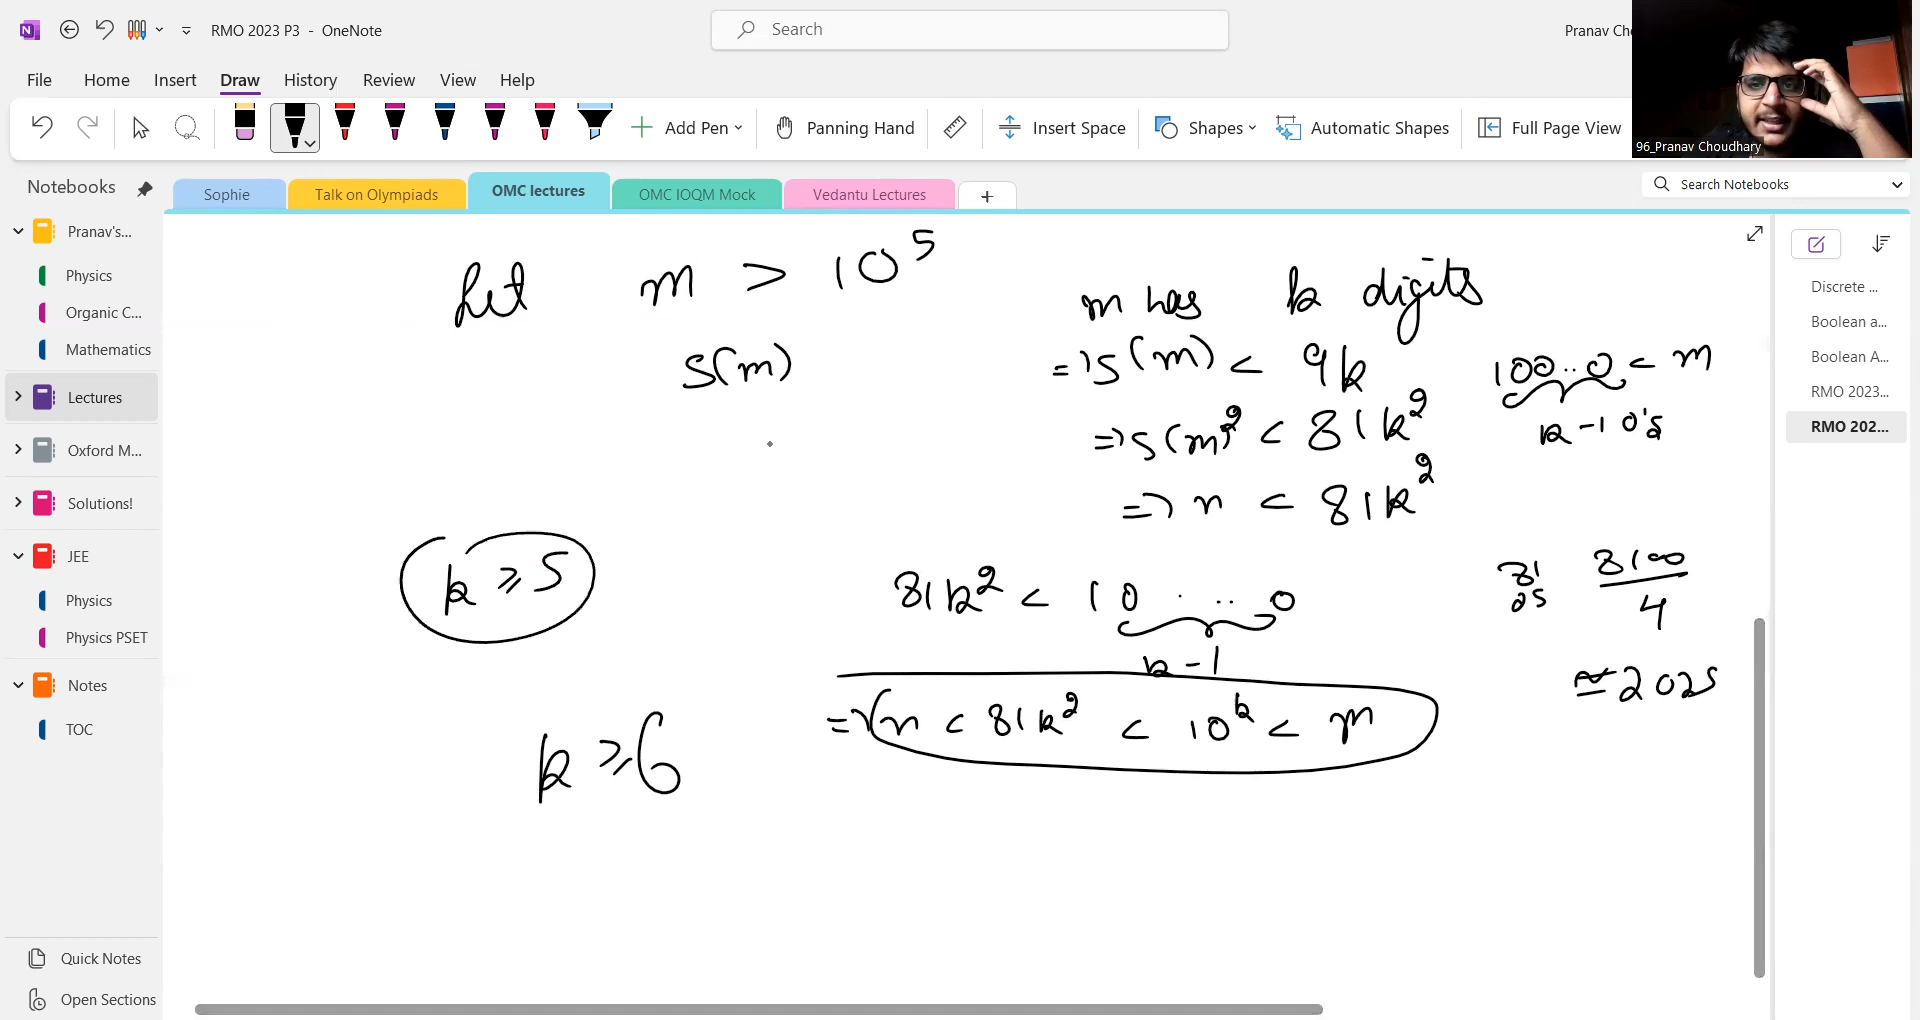 RMO 2023 P3 - OneNote
Search
Pranav Cho
File Home Insert Draw History Review View Help
Add Pen Panning Hand Insert Space Shapes Automatic Shapes Full Page View
96_Pranav Choudhary
Notebooks
Sophie Talk on Olympiads OMC lectures OMC IOQM Mock Vedantu Lectures +
Search Notebooks
Pranav's...
Physics
Organic C...
Mathematics
Lectures
Oxford M...
Solutions!
JEE
Physics
Physics PSET
Notes
TOC
Quick Notes
Open Sections
Let m > 10^5
m has k digits
S(m)
=> S(m) < 9k
100..0 < m
k-1 0's
=> S(m)^2 < 81k^2
=> n < 81k^2
k ⩾ 5
81k^2 < 10 . .. 0
k-1
81
25
8100
4
≈2025
=> n < 81k^2 < 10^k < m
k ⩾ 6
Discrete ...
Boolean a...
Boolean A...
RMO 2023...
RMO 202...